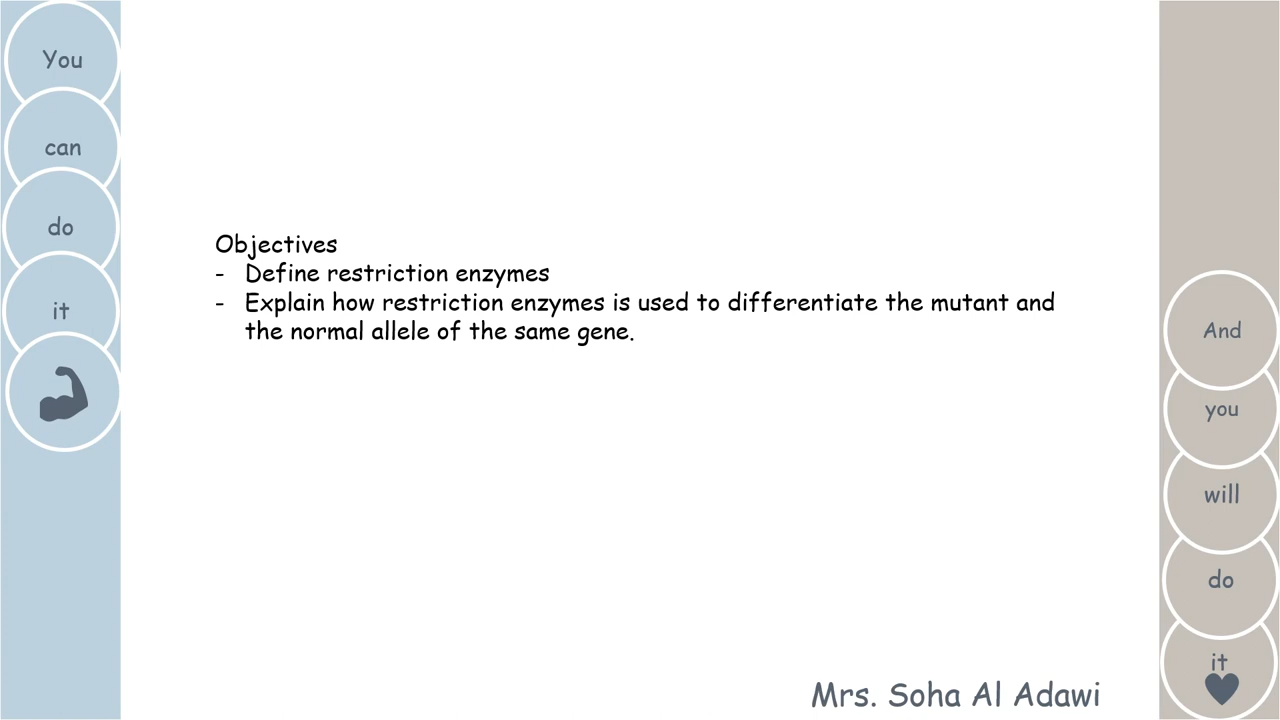 You
can
do
it
Objectives
- Define restriction enzymes
- Explain how restriction enzymes is used to differentiate the mutant and
the normal allele of the same gene.
And
you
will
do
it
Mrs. Soha Al Adawi